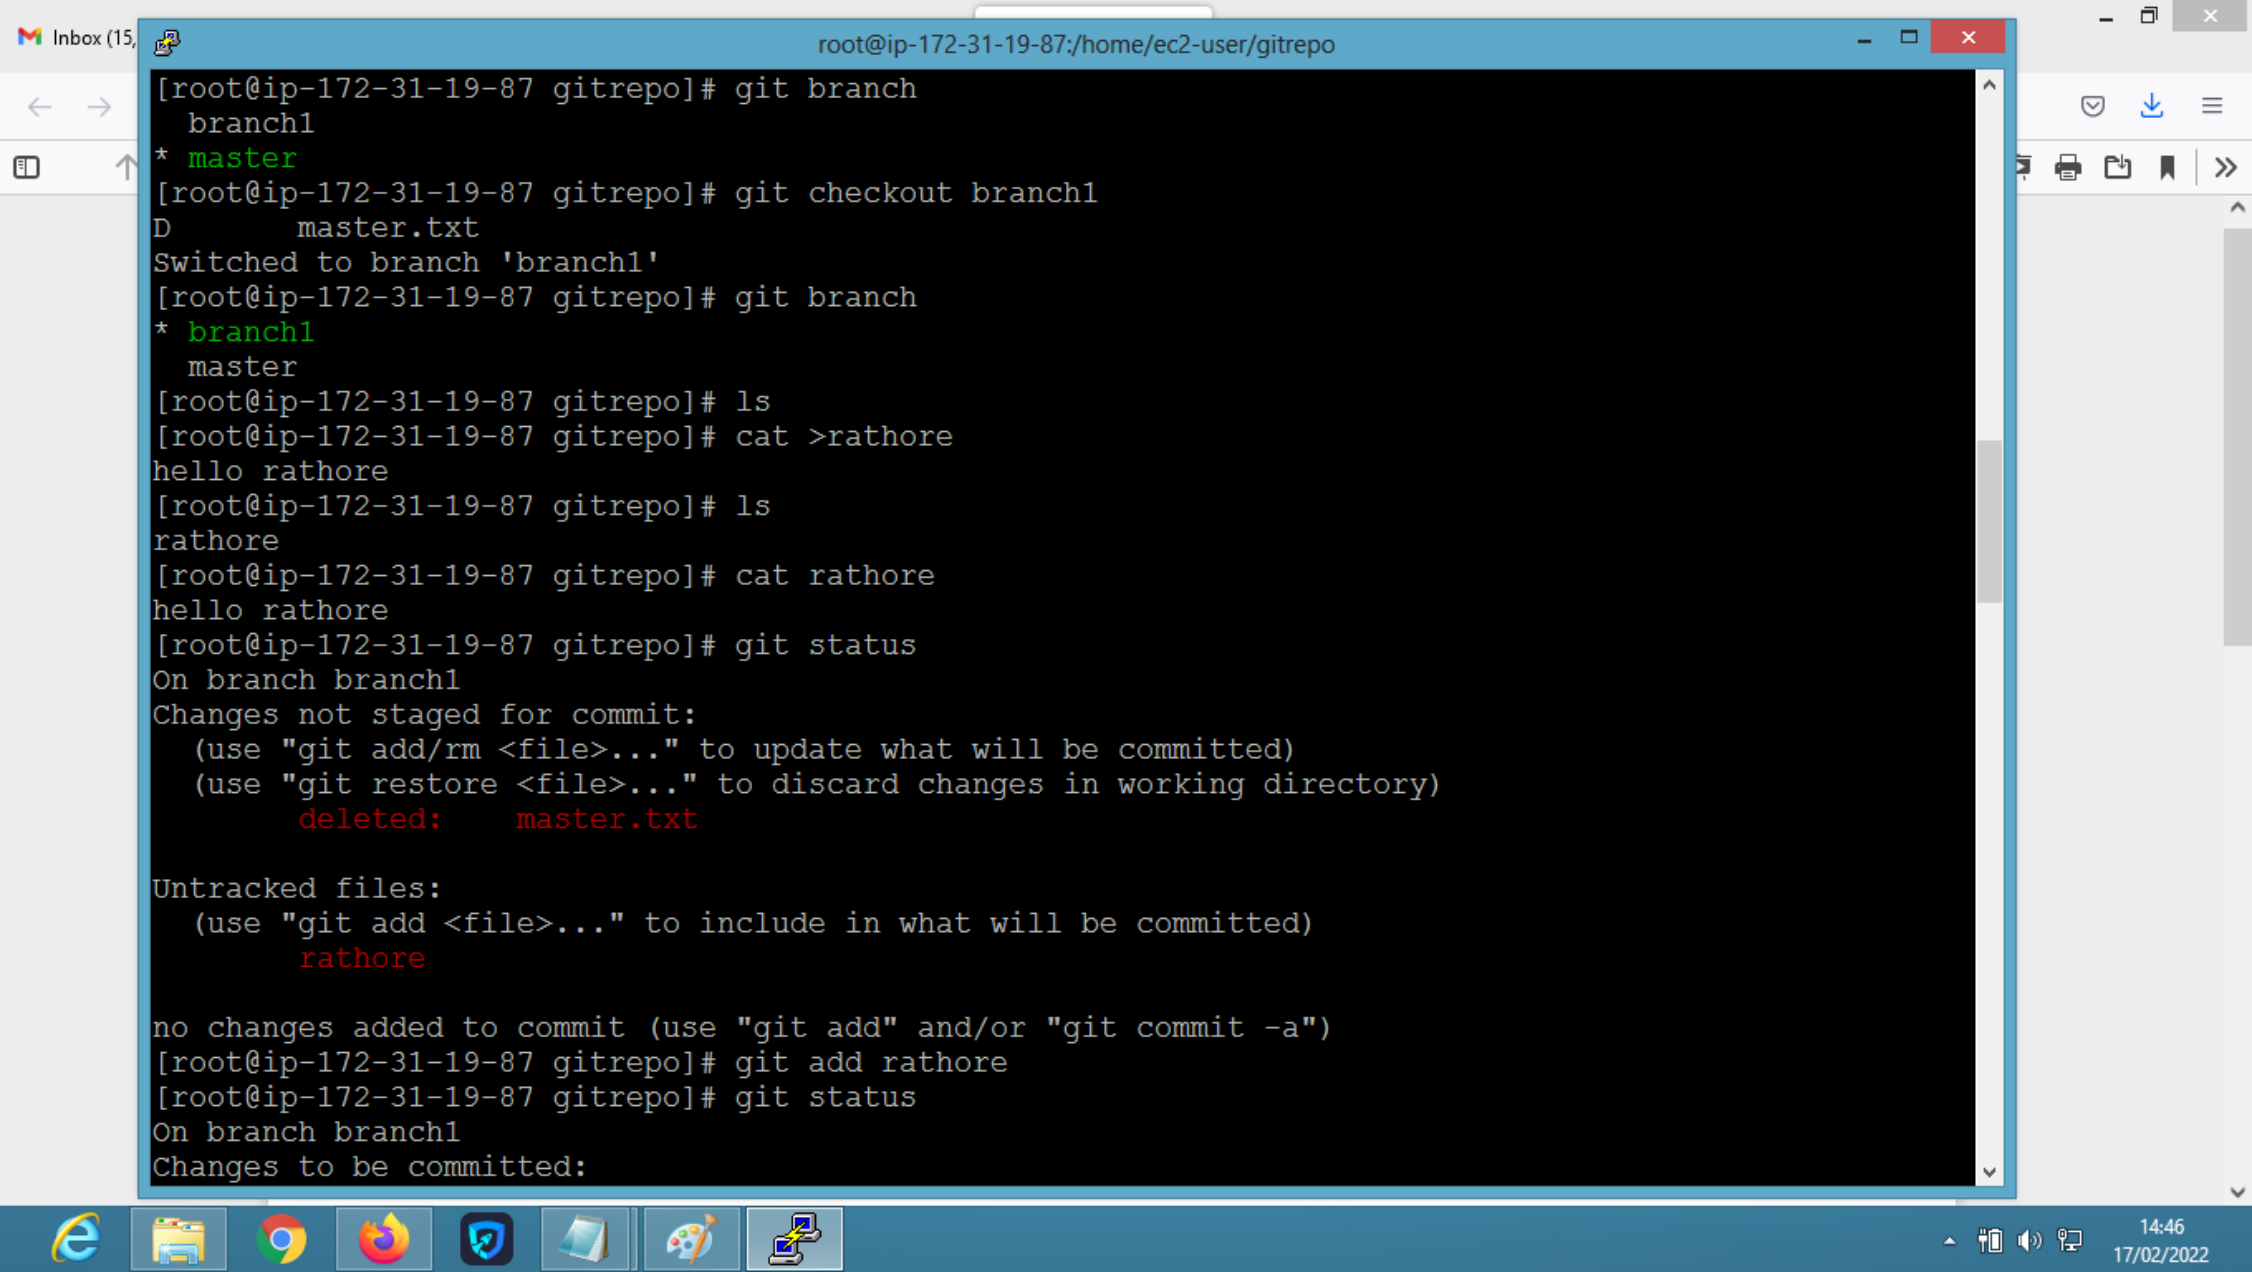 Inbox (15,
root@ip-172-31-19-87:/home/ec2-user/gitrepo
[root@ip-172-31-19-87 gitrepo]# git branch
  branch1
* master
[root@ip-172-31-19-87 gitrepo]# git checkout branch1
D       master.txt
Switched to branch 'branch1'
[root@ip-172-31-19-87 gitrepo]# git branch
* branch1
  master
[root@ip-172-31-19-87 gitrepo]# ls
[root@ip-172-31-19-87 gitrepo]# cat >rathore
hello rathore
[root@ip-172-31-19-87 gitrepo]# ls
rathore
[root@ip-172-31-19-87 gitrepo]# cat rathore
hello rathore
[root@ip-172-31-19-87 gitrepo]# git status
On branch branch1
Changes not staged for commit:
  (use "git add/rm <file>..." to update what will be committed)
  (use "git restore <file>..." to discard changes in working directory)
        deleted:    master.txt
Untracked files:
  (use "git add <file>..." to include in what will be committed)
        rathore
no changes added to commit (use "git add" and/or "git commit -a")
[root@ip-172-31-19-87 gitrepo]# git add rathore
[root@ip-172-31-19-87 gitrepo]# git status
On branch branch1
Changes to be committed:
14:46
17/02/2022